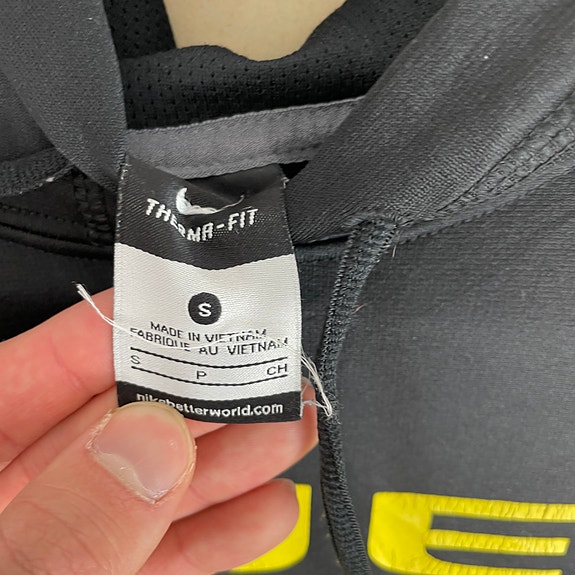 THERMA-FIT
S
MADE IN VIETNAM
FABRIQUE AU VIETNAM
S P CH
nikebetterworld.com